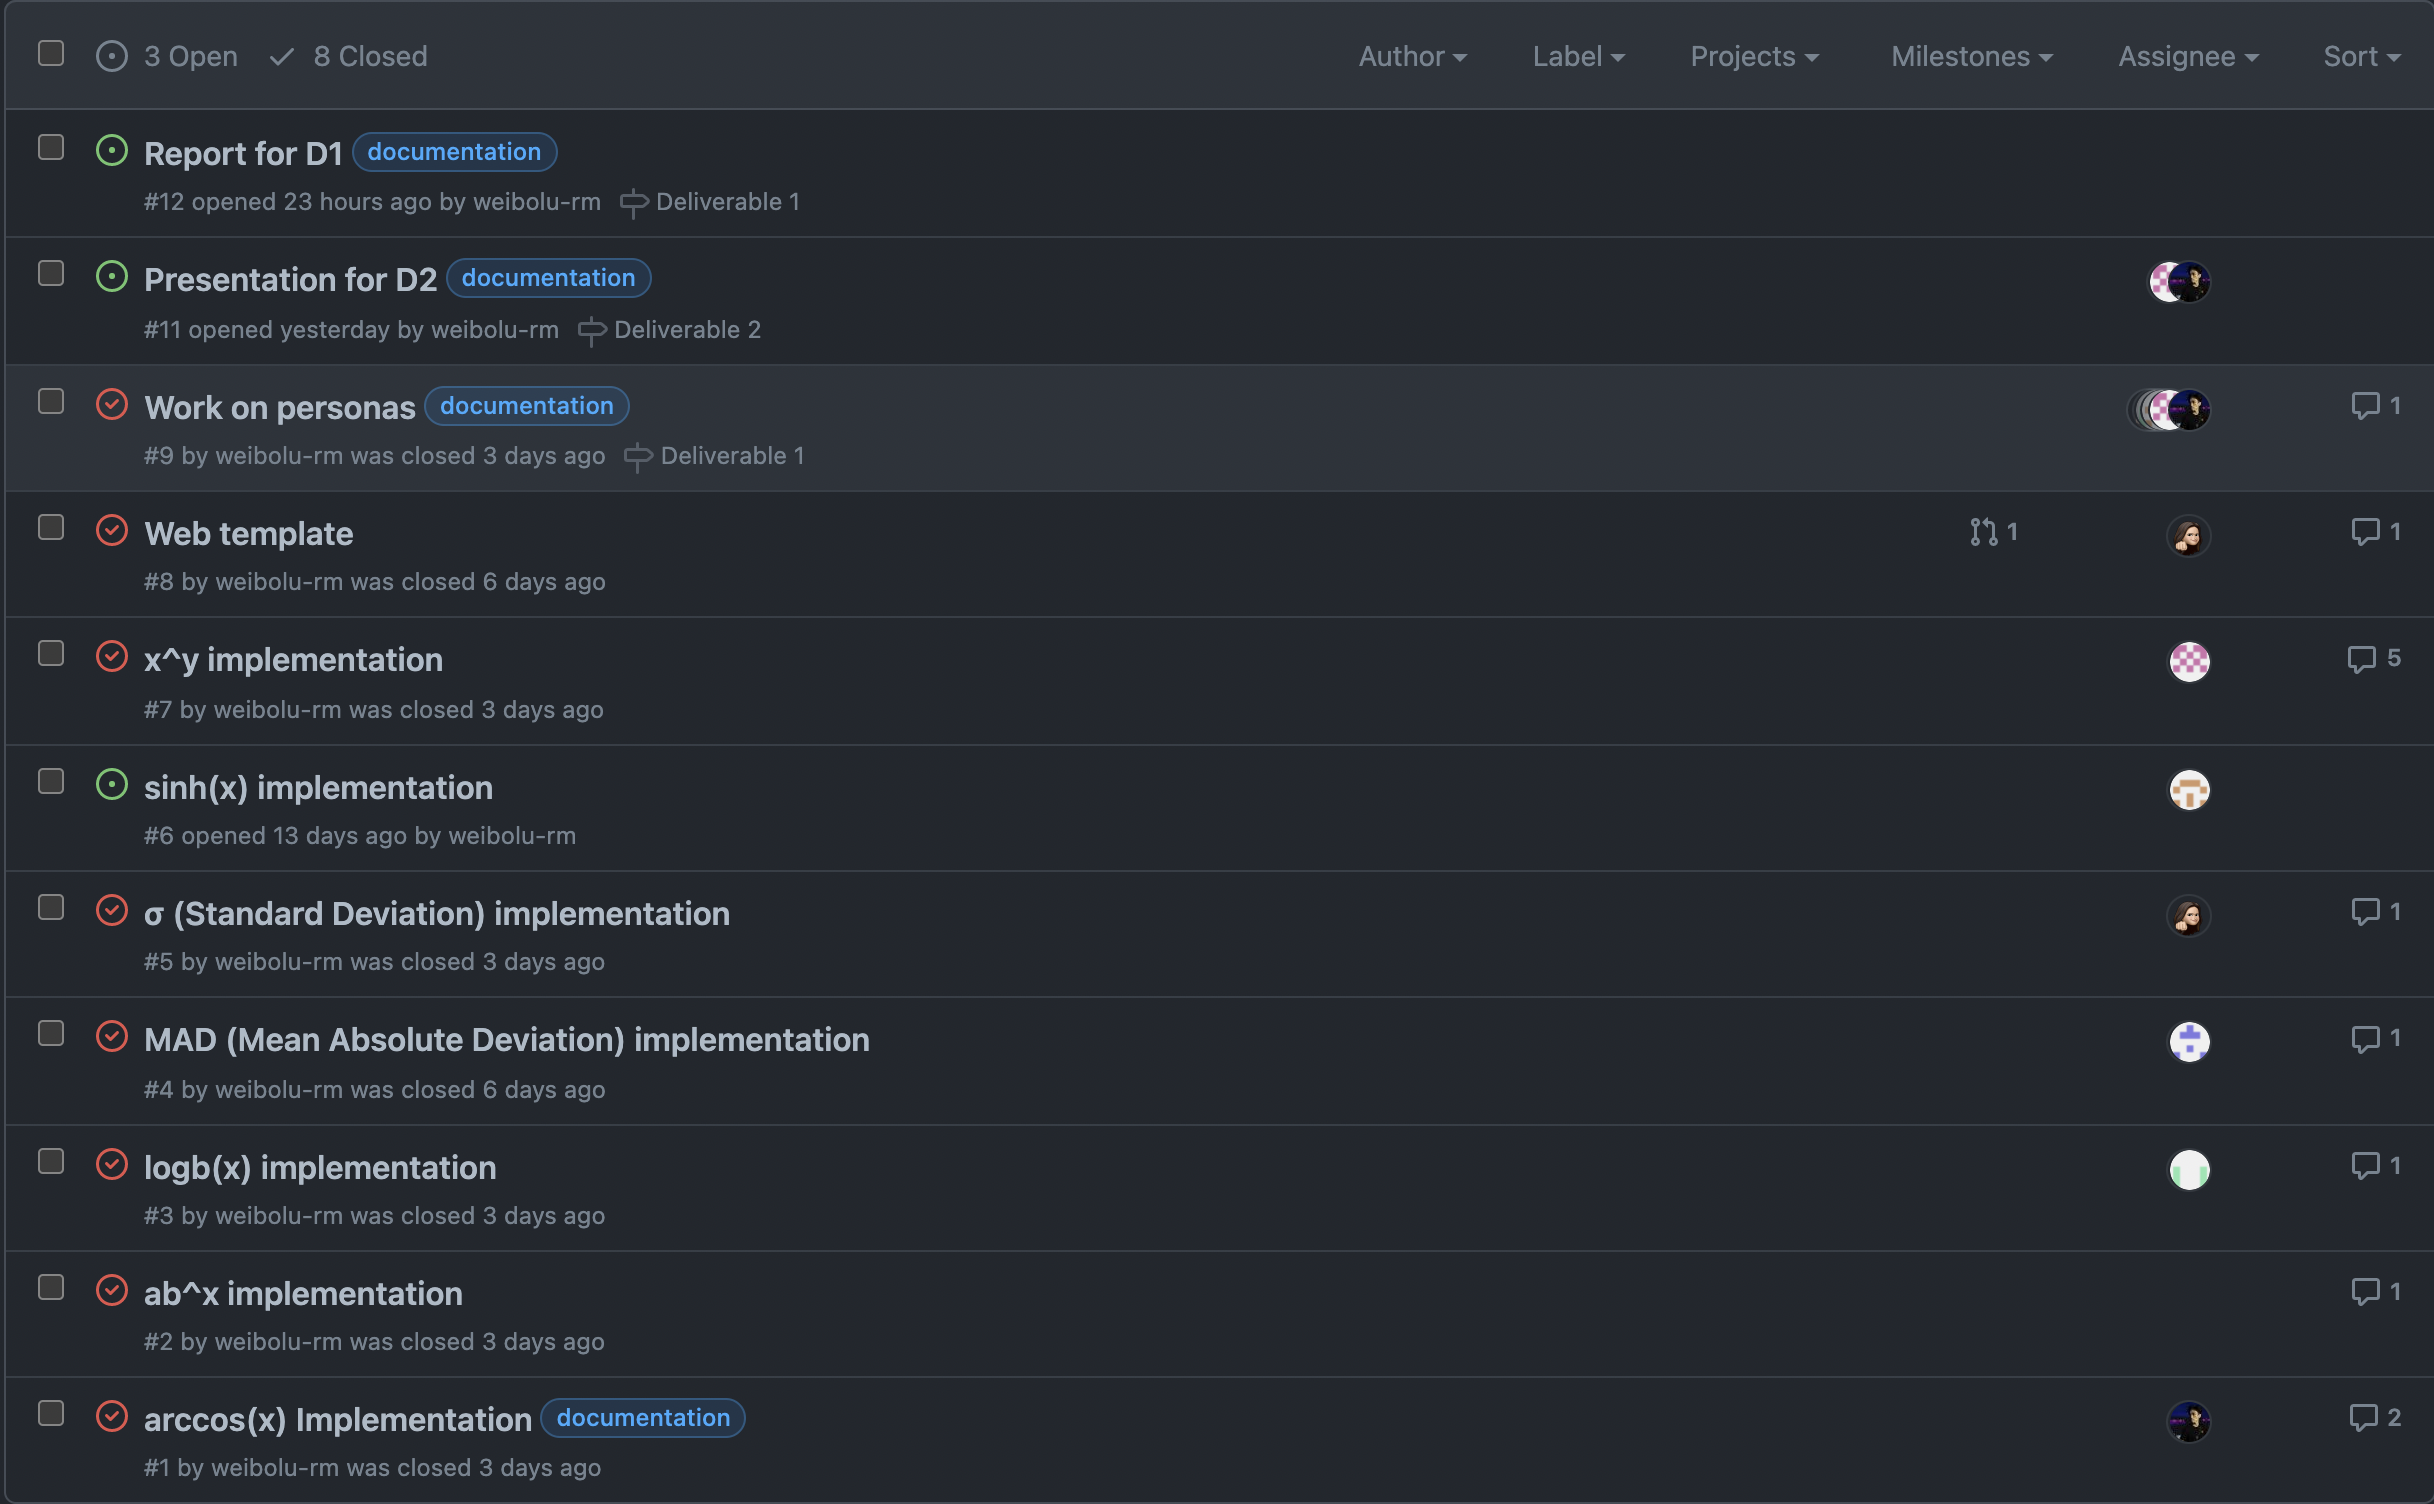 3 Open 8 Closed Author Label Projects Milestones Assignee Sort
Report for D1 documentation
#12 opened 23 hours ago by weibolu-rm Deliverable 1
Presentation for D2 documentation
#11 opened yesterday by weibolu-rm Deliverable 2
Work on personas documentation 1
#9 by weibolu-rm was closed 3 days ago Deliverable 1
Web template 1 1
#8 by weibolu-rm was closed 6 days ago
x^y implementation 5
#7 by weibolu-rm was closed 3 days ago
sinh(x) implementation
#6 opened 13 days ago by weibolu-rm
σ (Standard Deviation) implementation 1
#5 by weibolu-rm was closed 3 days ago
MAD (Mean Absolute Deviation) implementation 1
#4 by weibolu-rm was closed 6 days ago
logb(x) implementation 1
#3 by weibolu-rm was closed 3 days ago
ab^x implementation 1
#2 by weibolu-rm was closed 3 days ago
arccos(x) Implementation documentation 2
#1 by weibolu-rm was closed 3 days ago